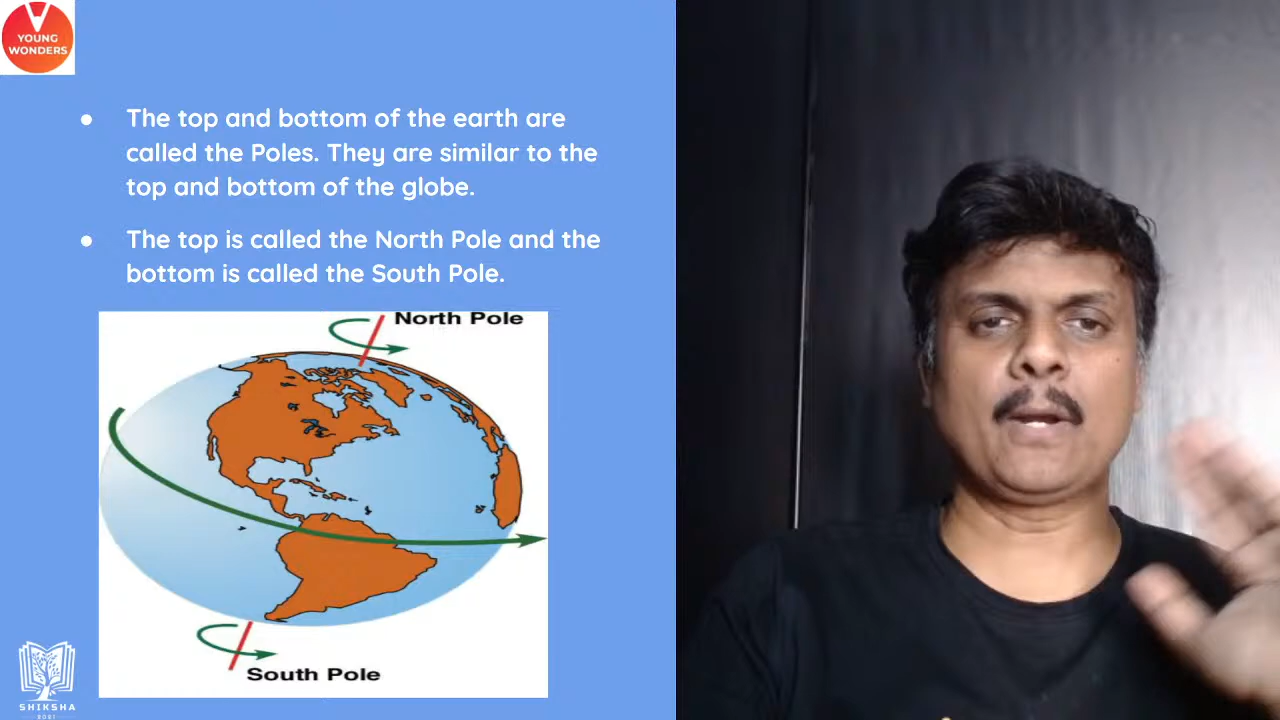 YOUNG
WONDERS
● The top and bottom of the earth are
called the Poles. They are similar to the
top and bottom of the globe.
● The top is called the North Pole and the
bottom is called the South Pole.
North Pole
South Pole
SHIKSHA
2021